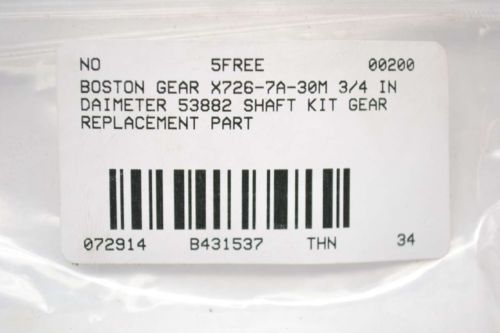 NO 5FREE 00200
BOSTON GEAR X726-7A-30M 3/4 IN
DAIMETER 53882 SHAFT KIT GEAR
REPLACEMENT PART
072914 B431537 THN 34